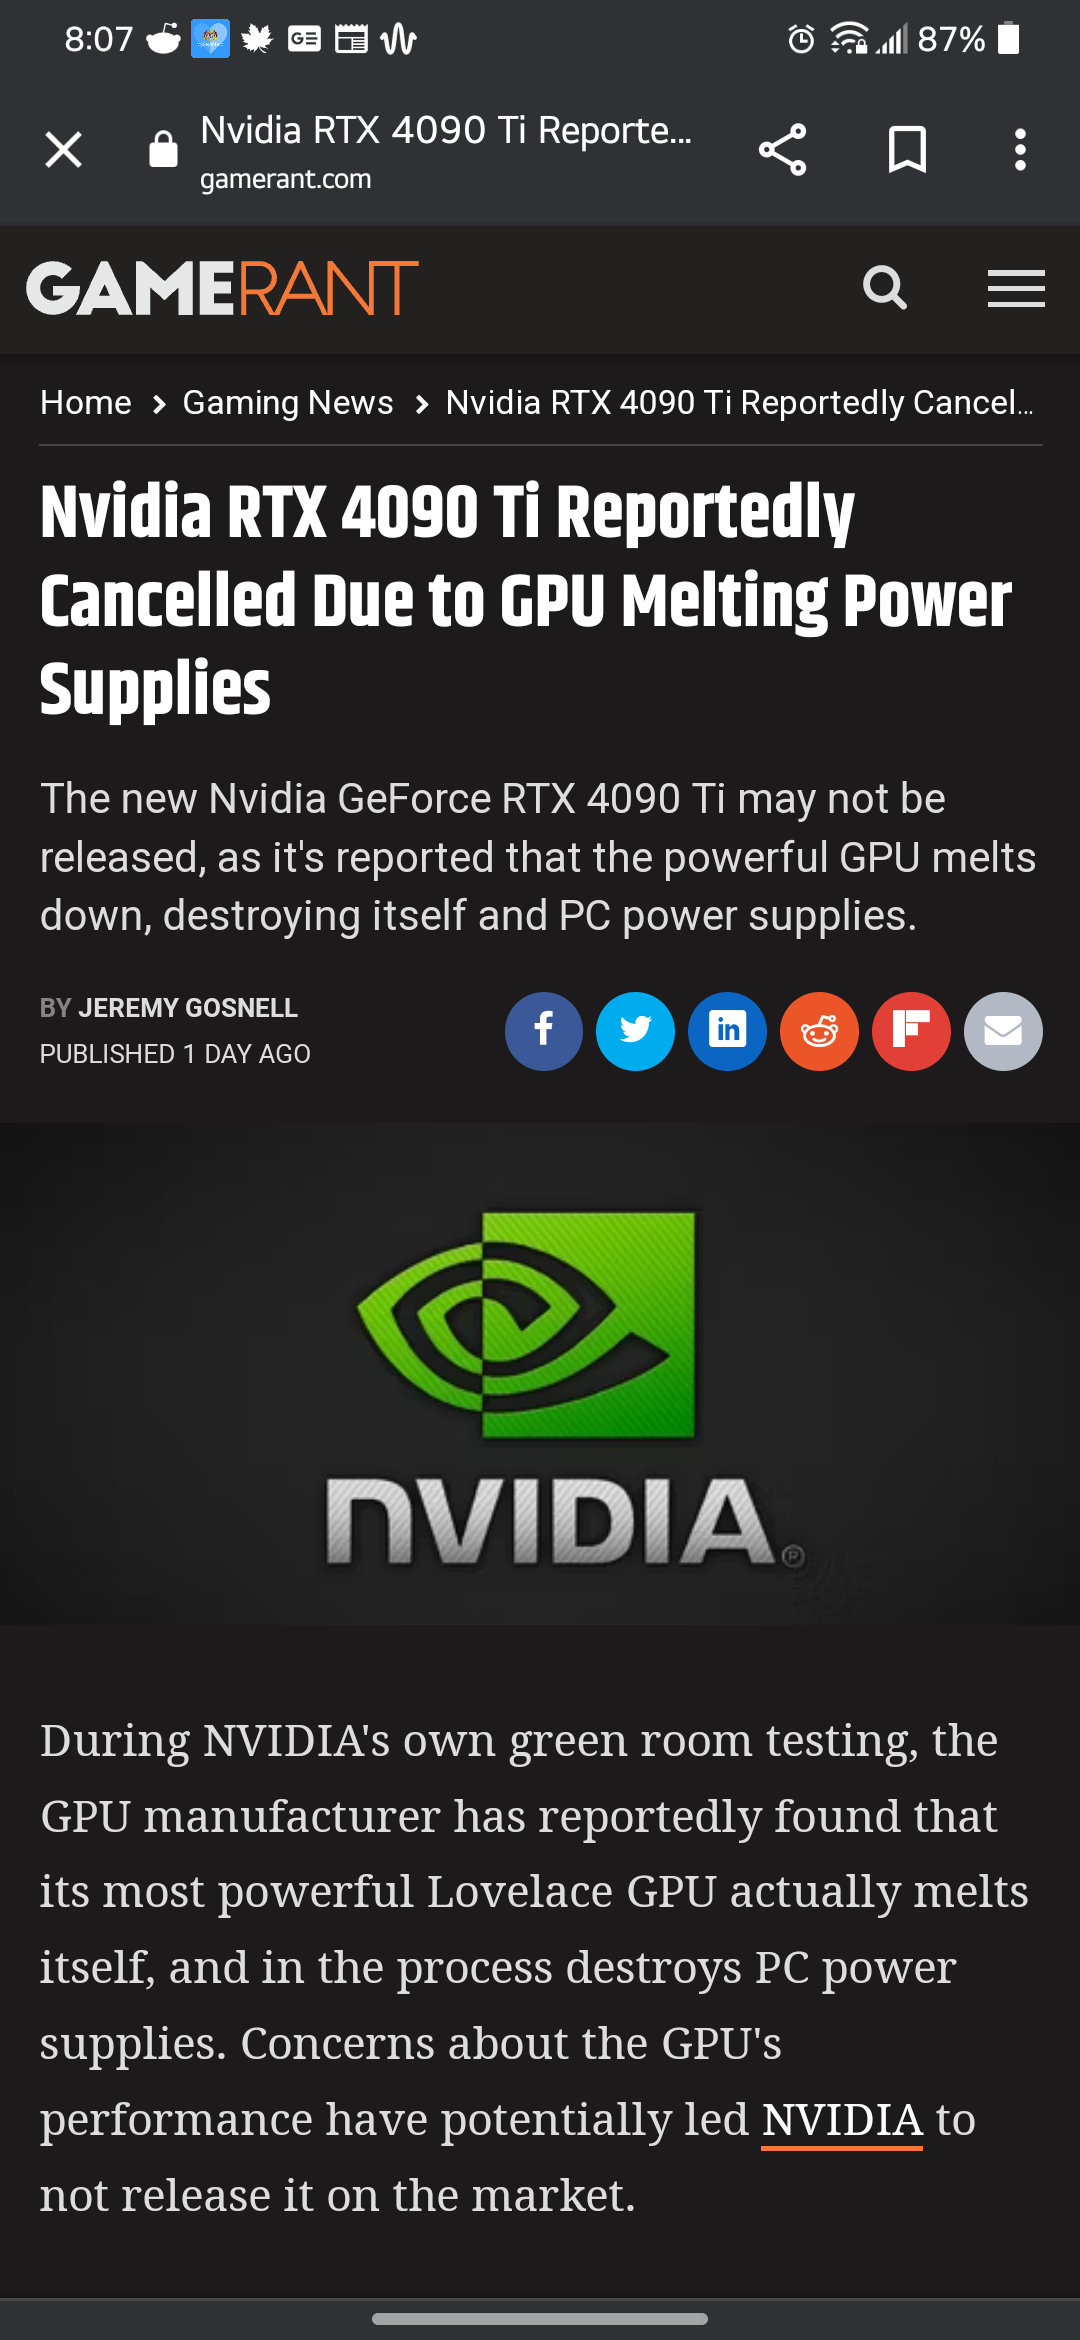 8:07
87%
Nvidia RTX 4090 Ti Reporte...
gamerant.com
GAMERANT
Home > Gaming News > Nvidia RTX 4090 Ti Reportedly Cancel...
Nvidia RTX 4090 Ti Reportedly
Cancelled Due to GPU Melting Power
Supplies
The new Nvidia GeForce RTX 4090 Ti may not be
released, as it's reported that the powerful GPU melts
down, destroying itself and PC power supplies.
BY JEREMY GOSNELL
PUBLISHED 1 DAY AGO
NVIDIA®
During NVIDIA's own green room testing, the
GPU manufacturer has reportedly found that
its most powerful Lovelace GPU actually melts
itself, and in the process destroys PC power
supplies. Concerns about the GPU's
performance have potentially led NVIDIA to
not release it on the market.